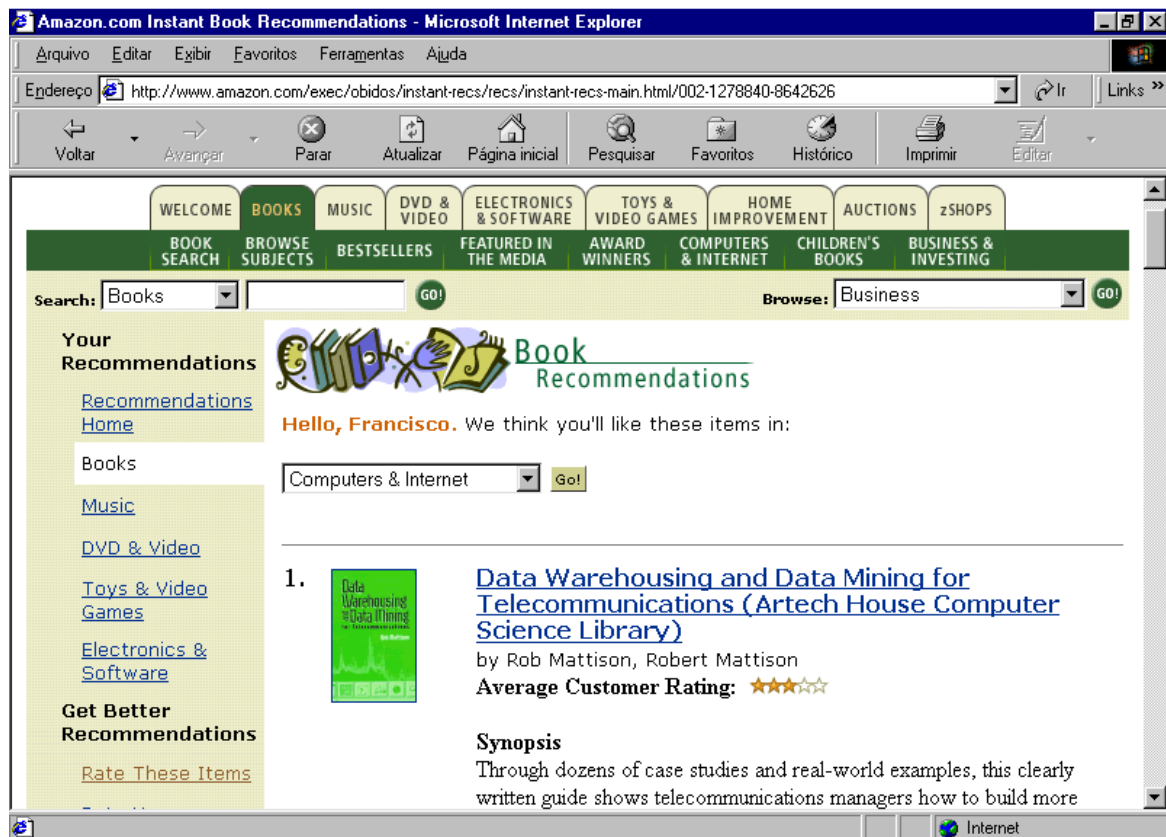 Amazon.com Instant Book Recommendations - Microsoft Internet Explorer
Arquivo Editar Exibir Favoritos Ferramentas Ajuda
Endereço http://www.amazon.com/exec/obidos/instant-recs/recs/instant-recs-main.html/002-1278840-8642626 Ir Links »
Voltar Avançar Parar Atualizar Página inicial Pesquisar Favoritos Histórico Imprimir Editar
WELCOME BOOKS MUSIC DVD & VIDEO ELECTRONICS & SOFTWARE TOYS & VIDEO GAMES HOME IMPROVEMENT AUCTIONS zSHOPS
BOOK SEARCH BROWSE SUBJECTS BESTSELLERS FEATURED IN THE MEDIA AWARD WINNERS COMPUTERS & INTERNET CHILDREN'S BOOKS BUSINESS & INVESTING
Search: Books GO! Browse: Business GO!
Your
Recommendations
Recommendations
Home
Books
Music
DVD & Video
Toys & Video
Games
Electronics &
Software
Get Better
Recommendations
Rate These Items
Book
Recommendations
Hello, Francisco. We think you'll like these items in:
Computers & Internet Go!
1.
Data
Warehousing
Data Mining
Data Warehousing and Data Mining for
Telecommunications (Artech House Computer
Science Library)
by Rob Mattison, Robert Mattison
Average Customer Rating:
Synopsis
Through dozens of case studies and real-world examples, this clearly
written guide shows telecommunications managers how to build more
Internet